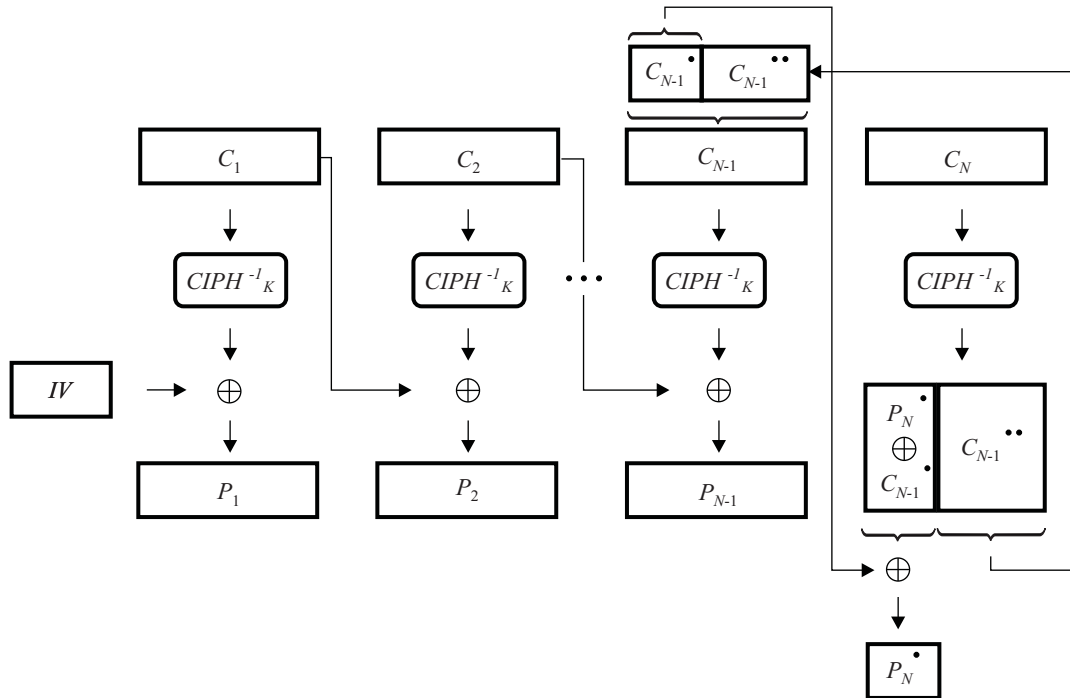 C_{N-1}^• C_{N-1}^{••}
C_1 C_2 C_{N-1} C_N
CIPH^{-1}_K CIPH^{-1}_K ••• CIPH^{-1}_K CIPH^{-1}_K
IV ⊕ ⊕ ⊕
P_N^•
⊕
C_{N-1}^•
C_{N-1}^{••}
P_1 P_2 P_{N-1}
⊕
P_N^•